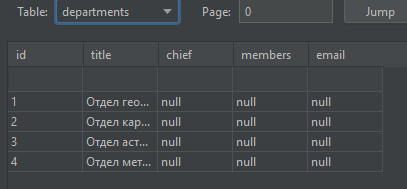 Table: departments Page: 0 Jump
id title chief members email
1 Отдел гео... null null null
2 Отдел кар... null null null
3 Отдел аст... null null null
4 Отдел мет... null null null